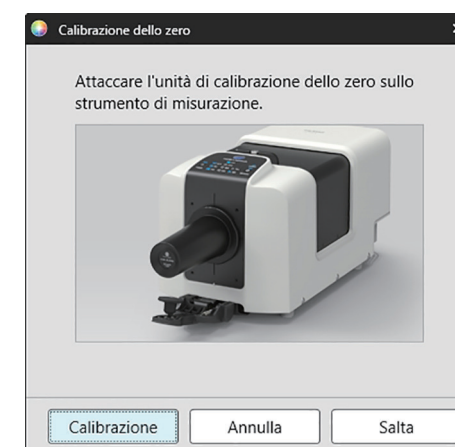 Calibrazione dello zero
Attaccare l'unità di calibrazione dello zero sullo
strumento di misurazione.
Calibrazione
Annulla
Salta